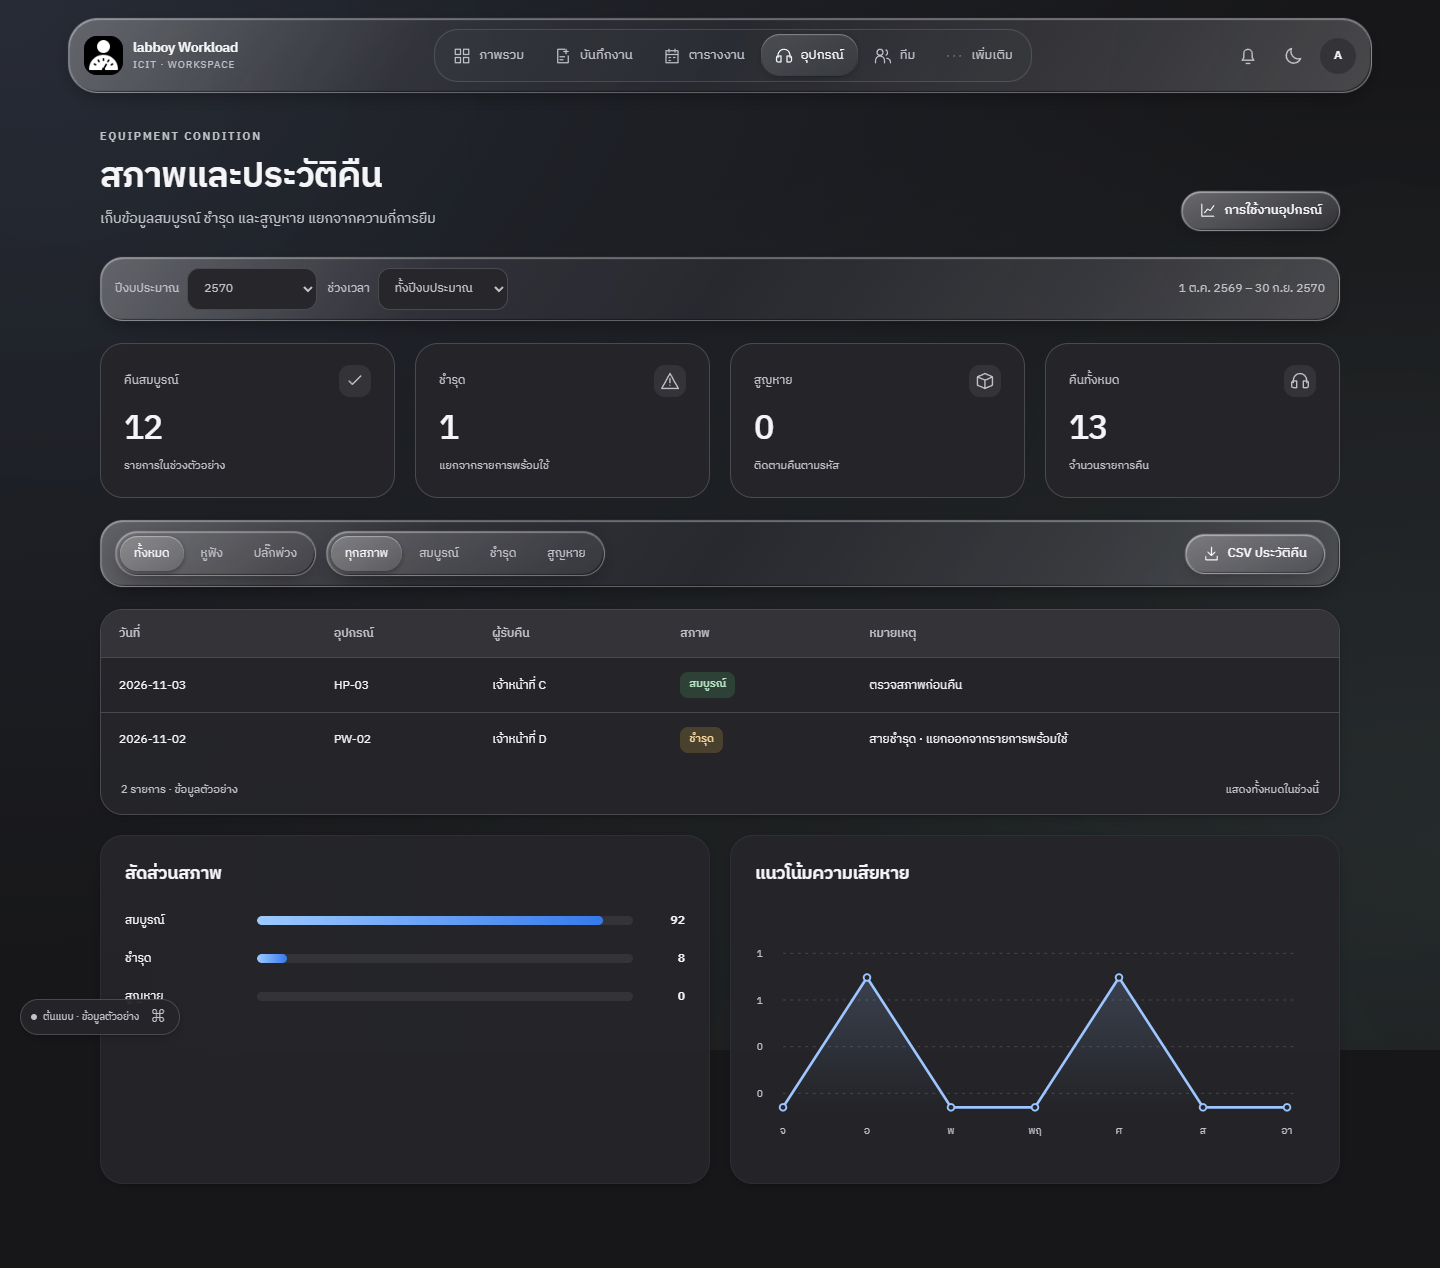 labboy Workload
ICIT · WORKSPACE
ภาพรวม
บันทึกงาน
ตารางงาน
อุปกรณ์
ทีม
··· เพิ่มเติม
A
EQUIPMENT CONDITION
สภาพและประวัติคืน
เก็บข้อมูลสมบูรณ์ ชำรุด และสูญหาย แยกจากความถี่การยืม
การใช้งานอุปกรณ์
ปีงบประมาณ 2570 ช่วงเวลา ทั้งปีงบประมาณ 1 ต.ค. 2569 – 30 ก.ย. 2570
คืนสมบูรณ์
12
รายการในช่วงตัวอย่าง
ชำรุด
1
แยกจากรายการพร้อมใช้
สูญหาย
0
ติดตามคืนตามรหัส
คืนทั้งหมด
13
จำนวนรายการคืน
ทั้งหมด หูฟัง ปลั๊กพ่วง ทุกสภาพ สมบูรณ์ ชำรุด สูญหาย CSV ประวัติคืน
วันที่ อุปกรณ์ ผู้รับคืน สภาพ หมายเหตุ
2026-11-03 HP-03 เจ้าหน้าที่ C สมบูรณ์ ตรวจสภาพก่อนคืน
2026-11-02 PW-02 เจ้าหน้าที่ D ชำรุด สายชำรุด · แยกออกจากรายการพร้อมใช้
2 รายการ · ข้อมูลตัวอย่าง แสดงทั้งหมดในช่วงนี้
สัดส่วนสภาพ
สมบูรณ์ 92
ชำรุด 8
สูญหาย 0
ต้นแบบ · ข้อมูลตัวอย่าง ⌘
แนวโน้มความเสียหาย
1
1
0
0
จ อ พ พฤ ศ ส อา